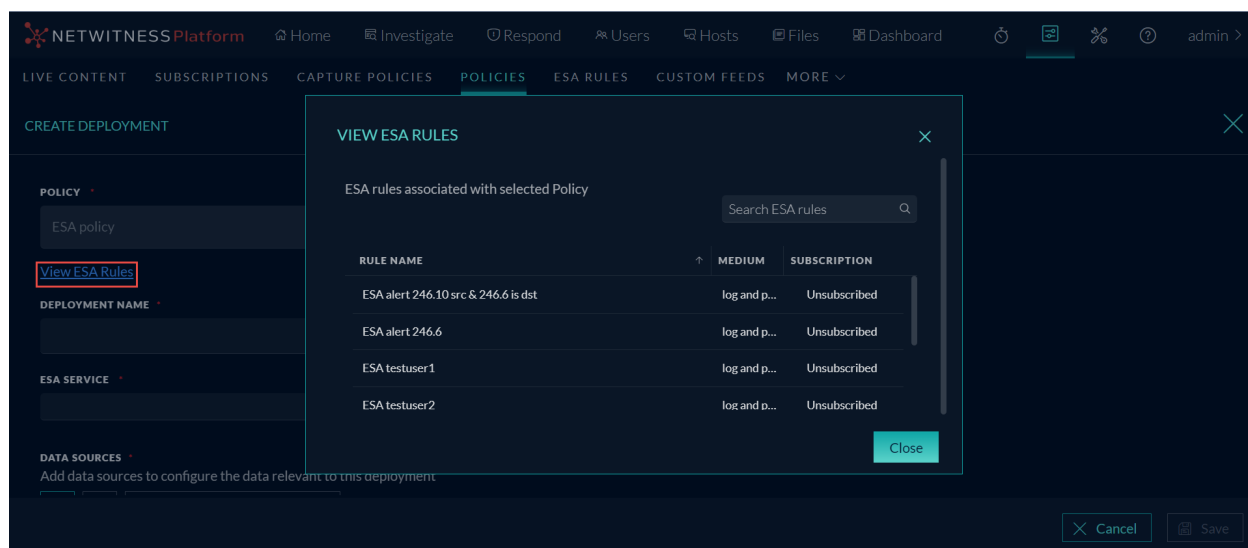 NETWITNESS Platform Home Investigate Respond Users Hosts Files Dashboard admin >
LIVE CONTENT SUBSCRIPTIONS CAPTURE POLICIES POLICIES ESA RULES CUSTOM FEEDS MORE
CREATE DEPLOYMENT
VIEW ESA RULES
POLICY *
ESA policy
View ESA Rules
DEPLOYMENT NAME *
ESA SERVICE *
DATA SOURCES *
Add data sources to configure the data relevant to this deployment
ESA rules associated with selected Policy
Search ESA rules
RULE NAME ↑ MEDIUM SUBSCRIPTION
ESA alert 246.10 src & 246.6 is dst log and p... Unsubscribed
ESA alert 246.6 log and p... Unsubscribed
ESA testuser1 log and p... Unsubscribed
ESA testuser2 log and p... Unsubscribed
Close
Cancel Save